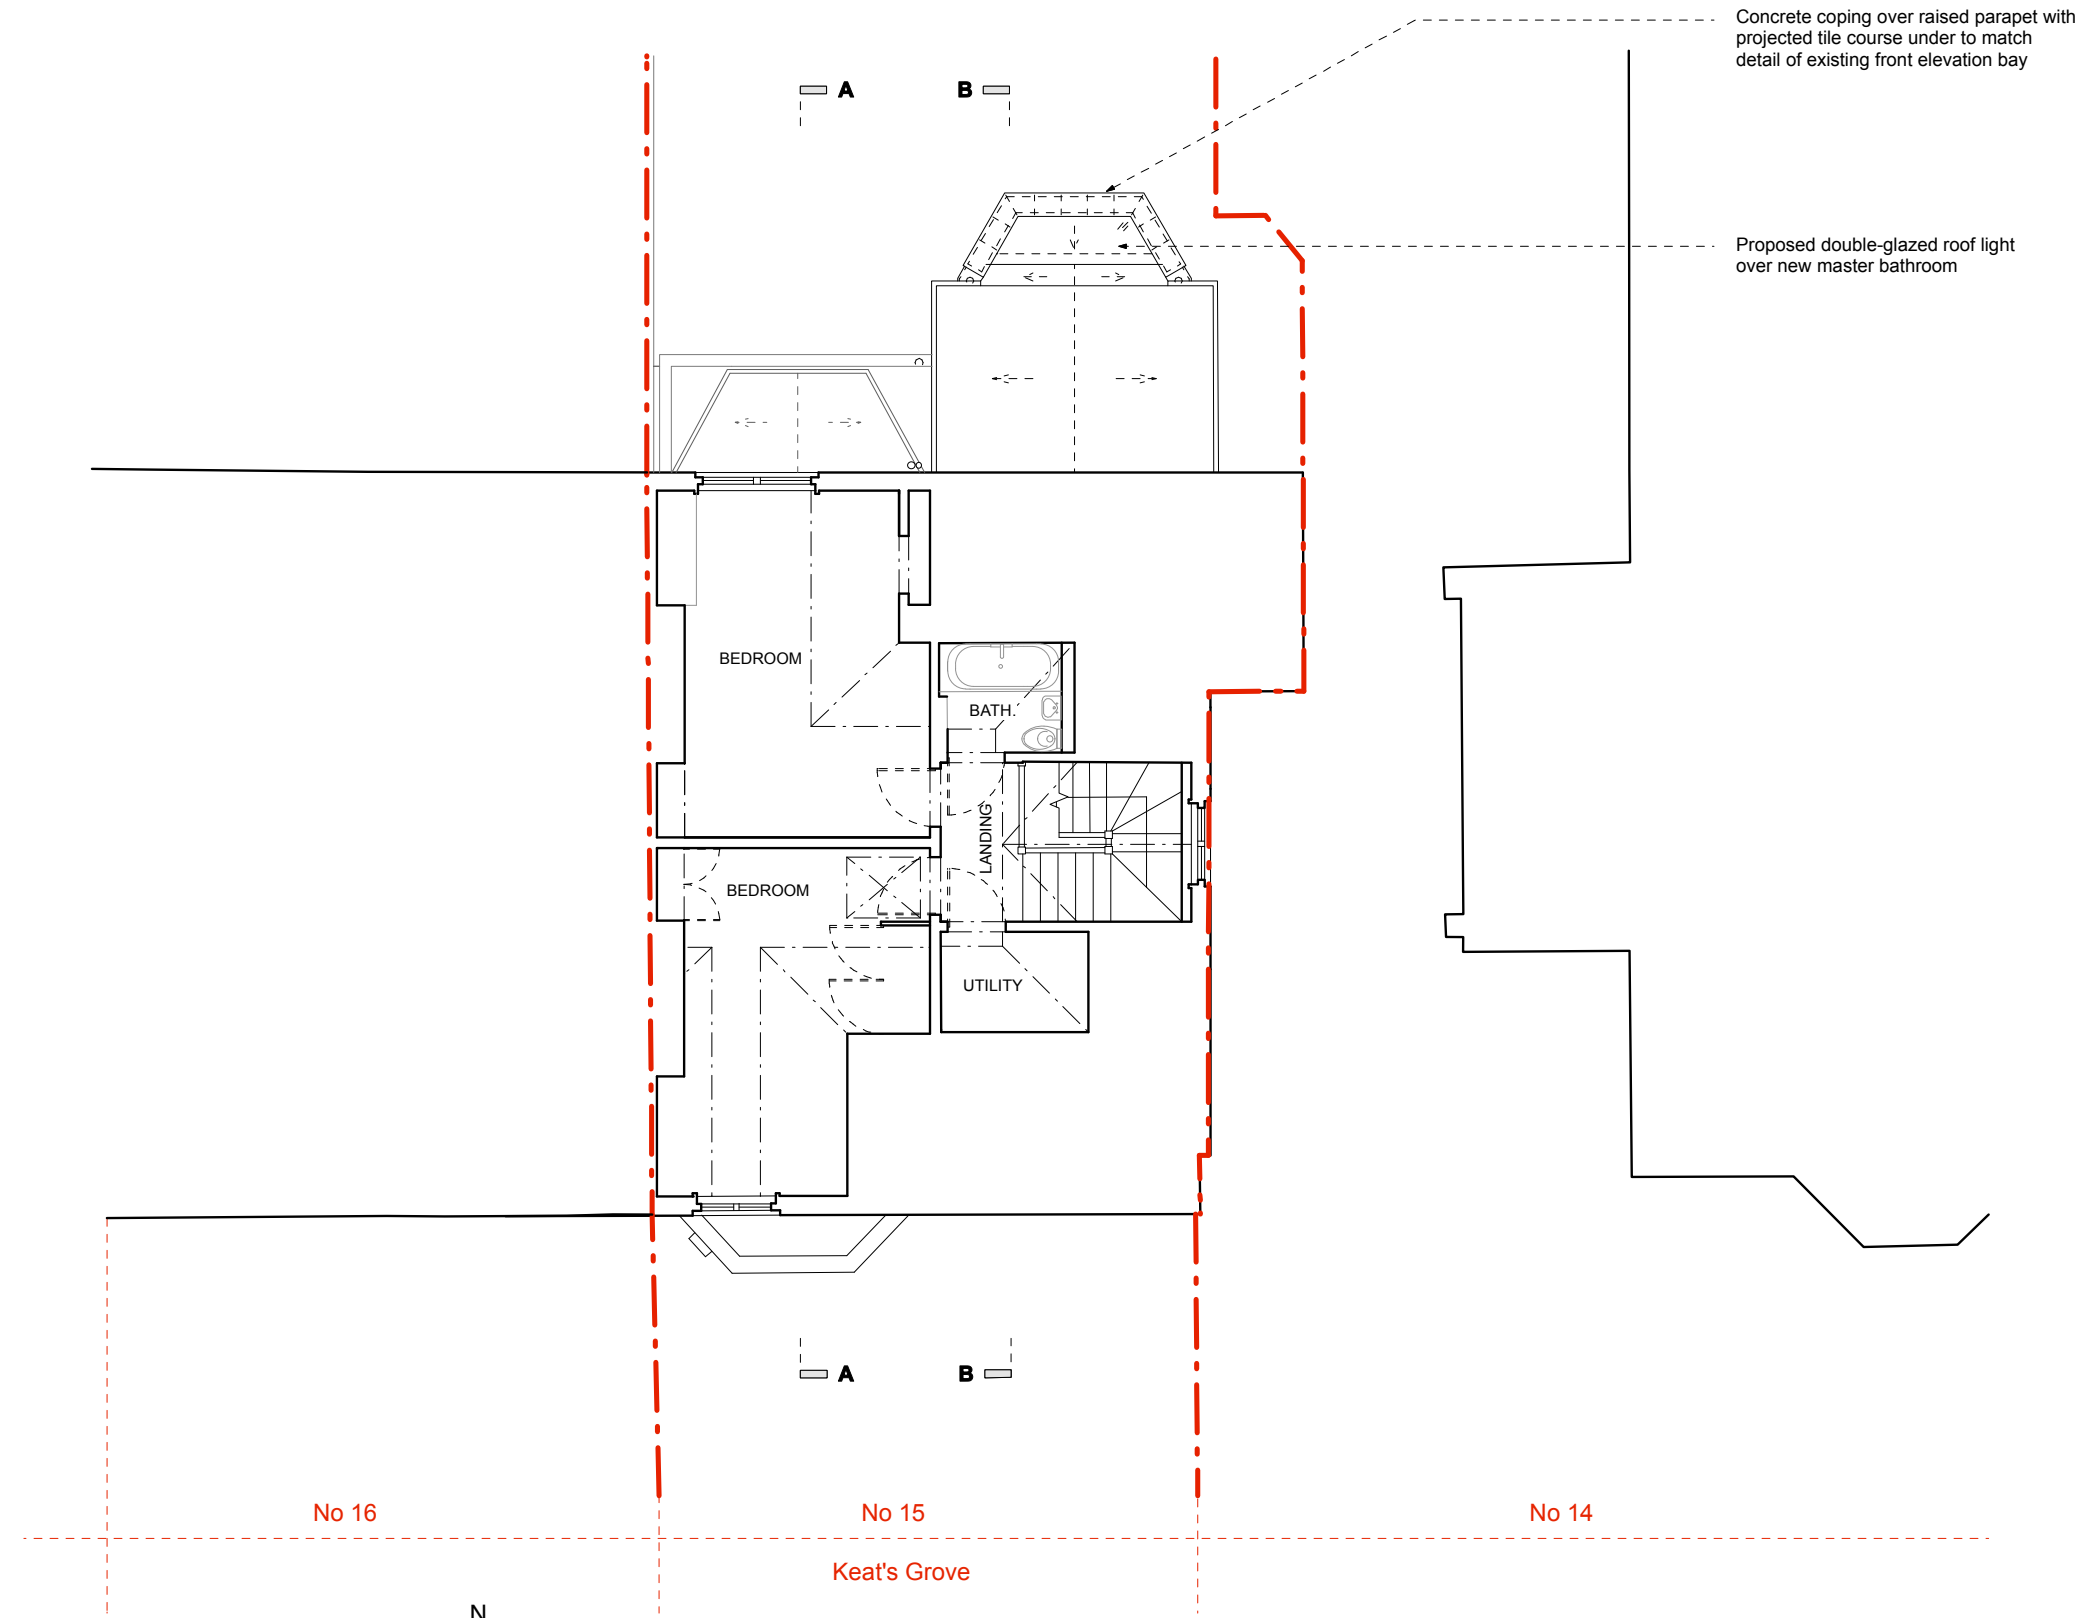 Concrete coping over raised parapet with
projected tile course under to match
detail of existing front elevation bay
A
B
Proposed double-glazed roof light
over new master bathroom
BEDROOM
BATH.
LANDING
BEDROOM
UTILITY
A
B
No 16
No 15
No 14
Keat's Grove
N